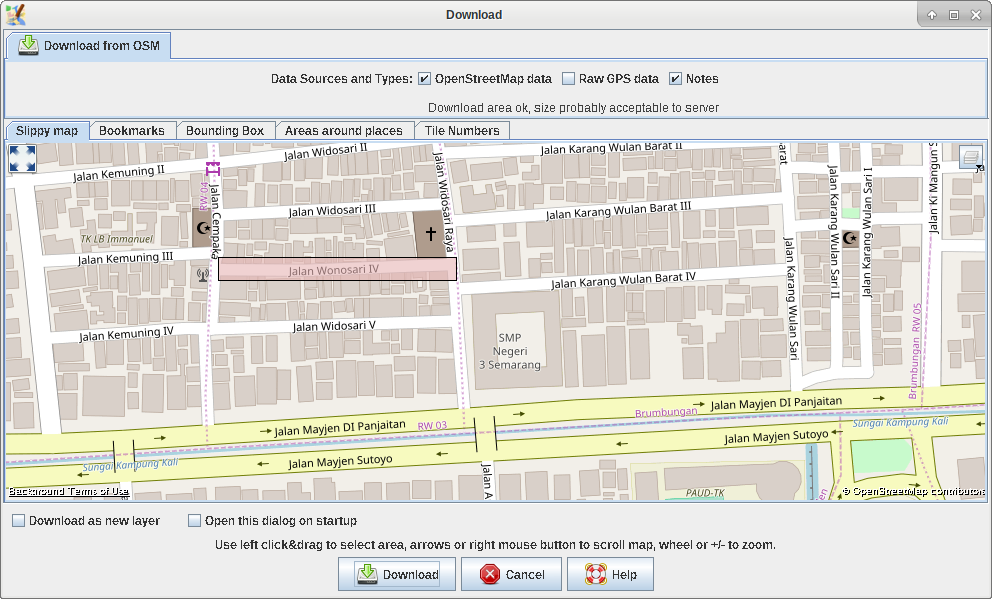 Download
Download from OSM
Data Sources and Types: OpenStreetMap data Raw GPS data Notes
Download area ok, size probably acceptable to server
Slippy map Bookmarks Bounding Box Areas around places Tile Numbers
Jalan Widosari II
Jalan Karang Wulan Barat II
Jalan Kemuning II
RW 04
Jalan Cempaka
Jalan Widosari Raya
Jalan Widosari III
Jalan Karang Wulan Barat III
Jalan Karang Wulan Sari II
Jalan Karang Wulan Sari I
Jalan Ki Mangun
TK LB Immanuel
Jalan Kemuning III
Jalan Wonosari IV
Jalan Karang Wulan Barat IV
Jalan Karang Wulan Sari
Jalan Kemuning IV
Jalan Widosari V
SMP
Negeri
3 Semarang
Brumbungan RW 05
Jalan Mayjen DI Panjaitan
Brumbungan
Jalan Mayjen DI Panjaitan
RW 03
Sungai Kampung Kali
Jalan Mayjen Sutoyo
Sungai Kampung Kali
Jalan Mayjen Sutoyo
Jalan A
PAUD-TK
Background Terms of Use
© OpenStreetMap contributors
Download as new layer Open this dialog on startup
Use left click&drag to select area, arrows or right mouse button to scroll map, wheel or +/- to zoom.
Download Cancel Help